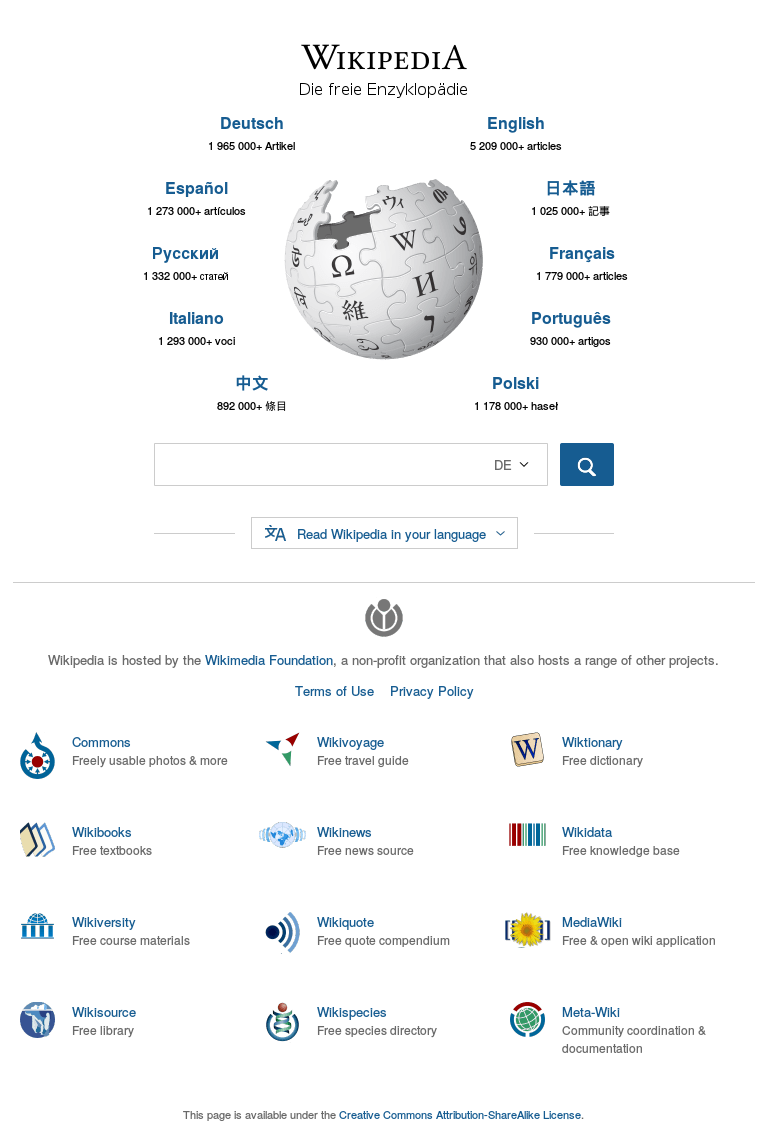 WIKIPEDIA
Die freie Enzyklopädie
Deutsch
1 965 000+ Artikel
English
5 209 000+ articles
Español
1 273 000+ artículos
日本語
1 025 000+ 記事
Русский
1 332 000+ статей
Français
1 779 000+ articles
Italiano
1 293 000+ voci
Português
930 000+ artigos
中文
892 000+ 條目
Polski
1 178 000+ haseł
ウィ
W
Ω
И
維
DE
文A Read Wikipedia in your language
Wikipedia is hosted by the Wikimedia Foundation, a non-profit organization that also hosts a range of other projects.
Terms of Use Privacy Policy
Commons
Freely usable photos & more
Wikivoyage
Free travel guide
W
Wiktionary
Free dictionary
Wikibooks
Free textbooks
Wikinews
Free news source
Wikidata
Free knowledge base
Wikiversity
Free course materials
Wikiquote
Free quote compendium
MediaWiki
Free & open wiki application
Wikisource
Free library
Wikispecies
Free species directory
Meta-Wiki
Community coordination &
documentation
This page is available under the Creative Commons Attribution-ShareAlike License.